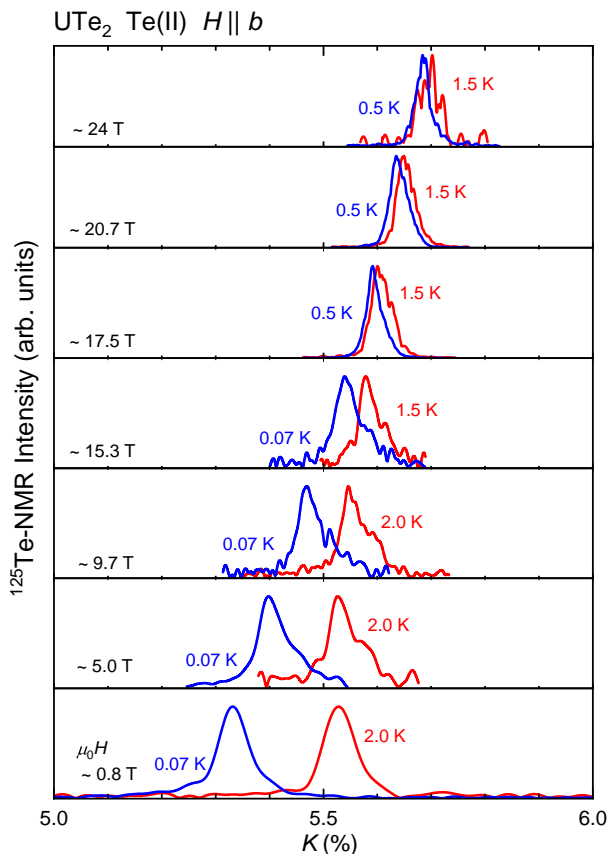 UTe₂ Te(II) H || b
0.5 K
1.5 K
~ 24 T
0.5 K
1.5 K
~ 20.7 T
0.5 K
1.5 K
~ 17.5 T
0.07 K
1.5 K
~ 15.3 T
0.07 K
2.0 K
~ 9.7 T
0.07 K
2.0 K
~ 5.0 T
μ₀H
~ 0.8 T
0.07 K
2.0 K
¹²⁵Te-NMR Intensity (arb. units)
5.0 5.5 6.0
K (%)